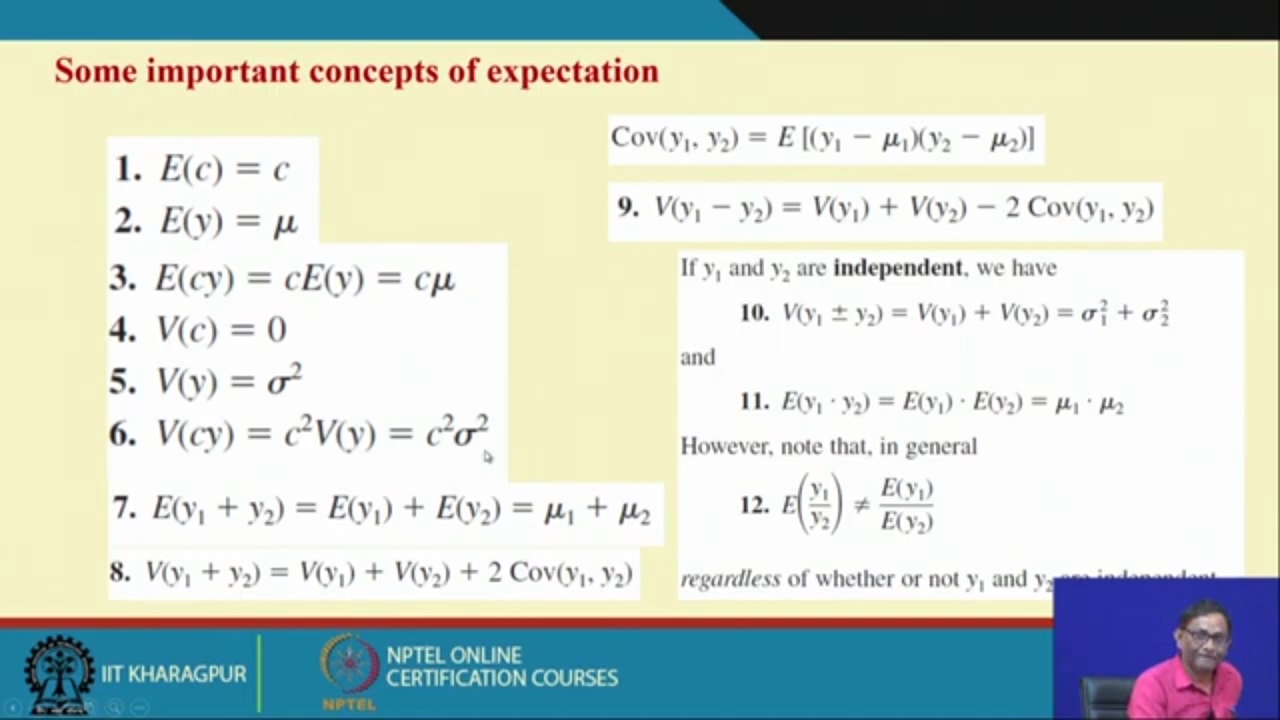 Some important concepts of expectation
1. E(c) = c
2. E(y) = μ
3. E(cy) = cE(y) = cμ
4. V(c) = 0
5. V(y) = σ²
6. V(cy) = c²V(y) = c²σ²
7. E(y₁ + y₂) = E(y₁) + E(y₂) = μ₁ + μ₂
8. V(y₁ + y₂) = V(y₁) + V(y₂) + 2 Cov(y₁, y₂)
Cov(y₁, y₂) = E [(y₁ − μ₁)(y₂ − μ₂)]
9. V(y₁ − y₂) = V(y₁) + V(y₂) − 2 Cov(y₁, y₂)
If y₁ and y₂ are independent, we have
10. V(y₁ ± y₂) = V(y₁) + V(y₂) = σ₁² + σ₂²
and
11. E(y₁ · y₂) = E(y₁) · E(y₂) = μ₁ · μ₂
However, note that, in general
12. E(y₁/y₂) ≠ E(y₁)/E(y₂)
regardless of whether or not y₁ and y₂ are independent
IIT KHARAGPUR
NPTEL
NPTEL ONLINE
CERTIFICATION COURSES